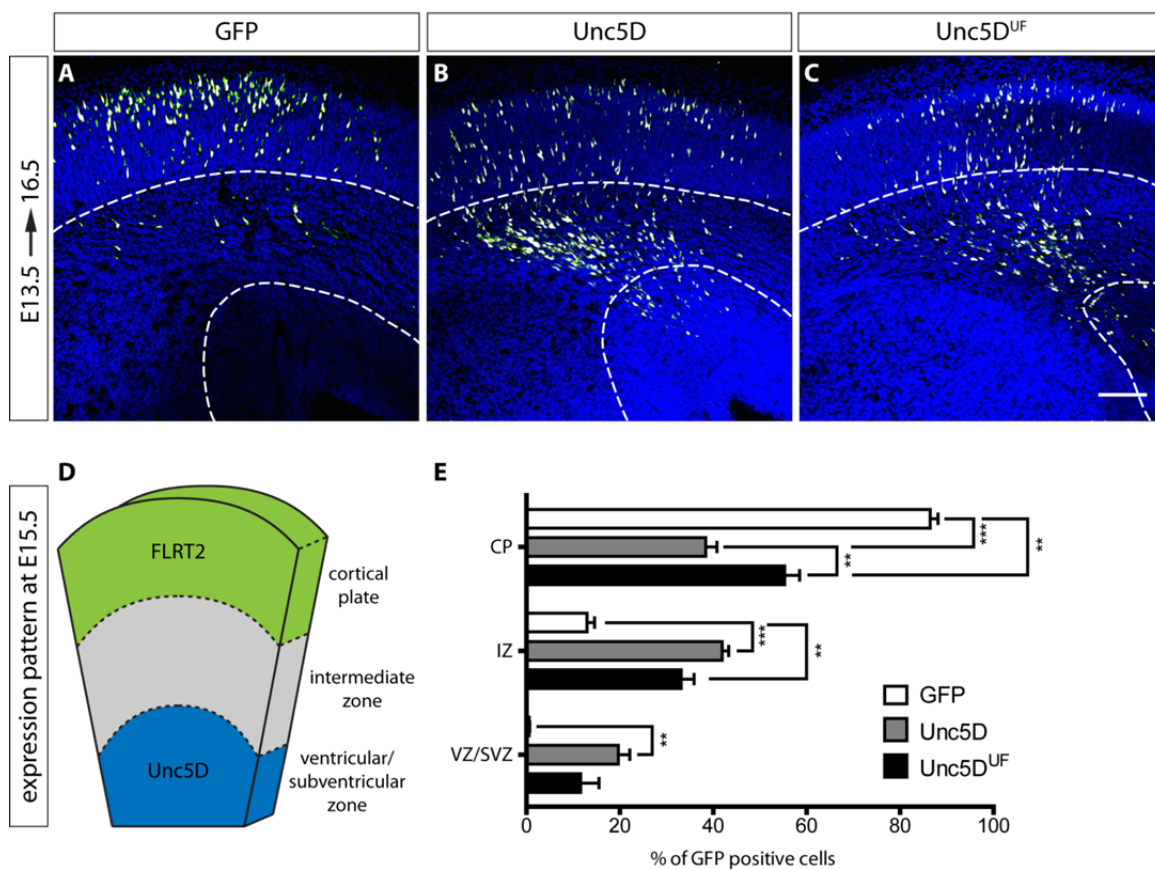 GFP
Unc5D
Unc5D^UF
E13.5 → 16.5
A
B
C
expression pattern at E15.5
D
FLRT2
cortical
plate
intermediate
zone
Unc5D
ventricular/
subventricular
zone
E
CP
**
***
**
IZ
***
**
VZ/SVZ
**
GFP
Unc5D
Unc5D^UF
0 20 40 60 80 100
% of GFP positive cells